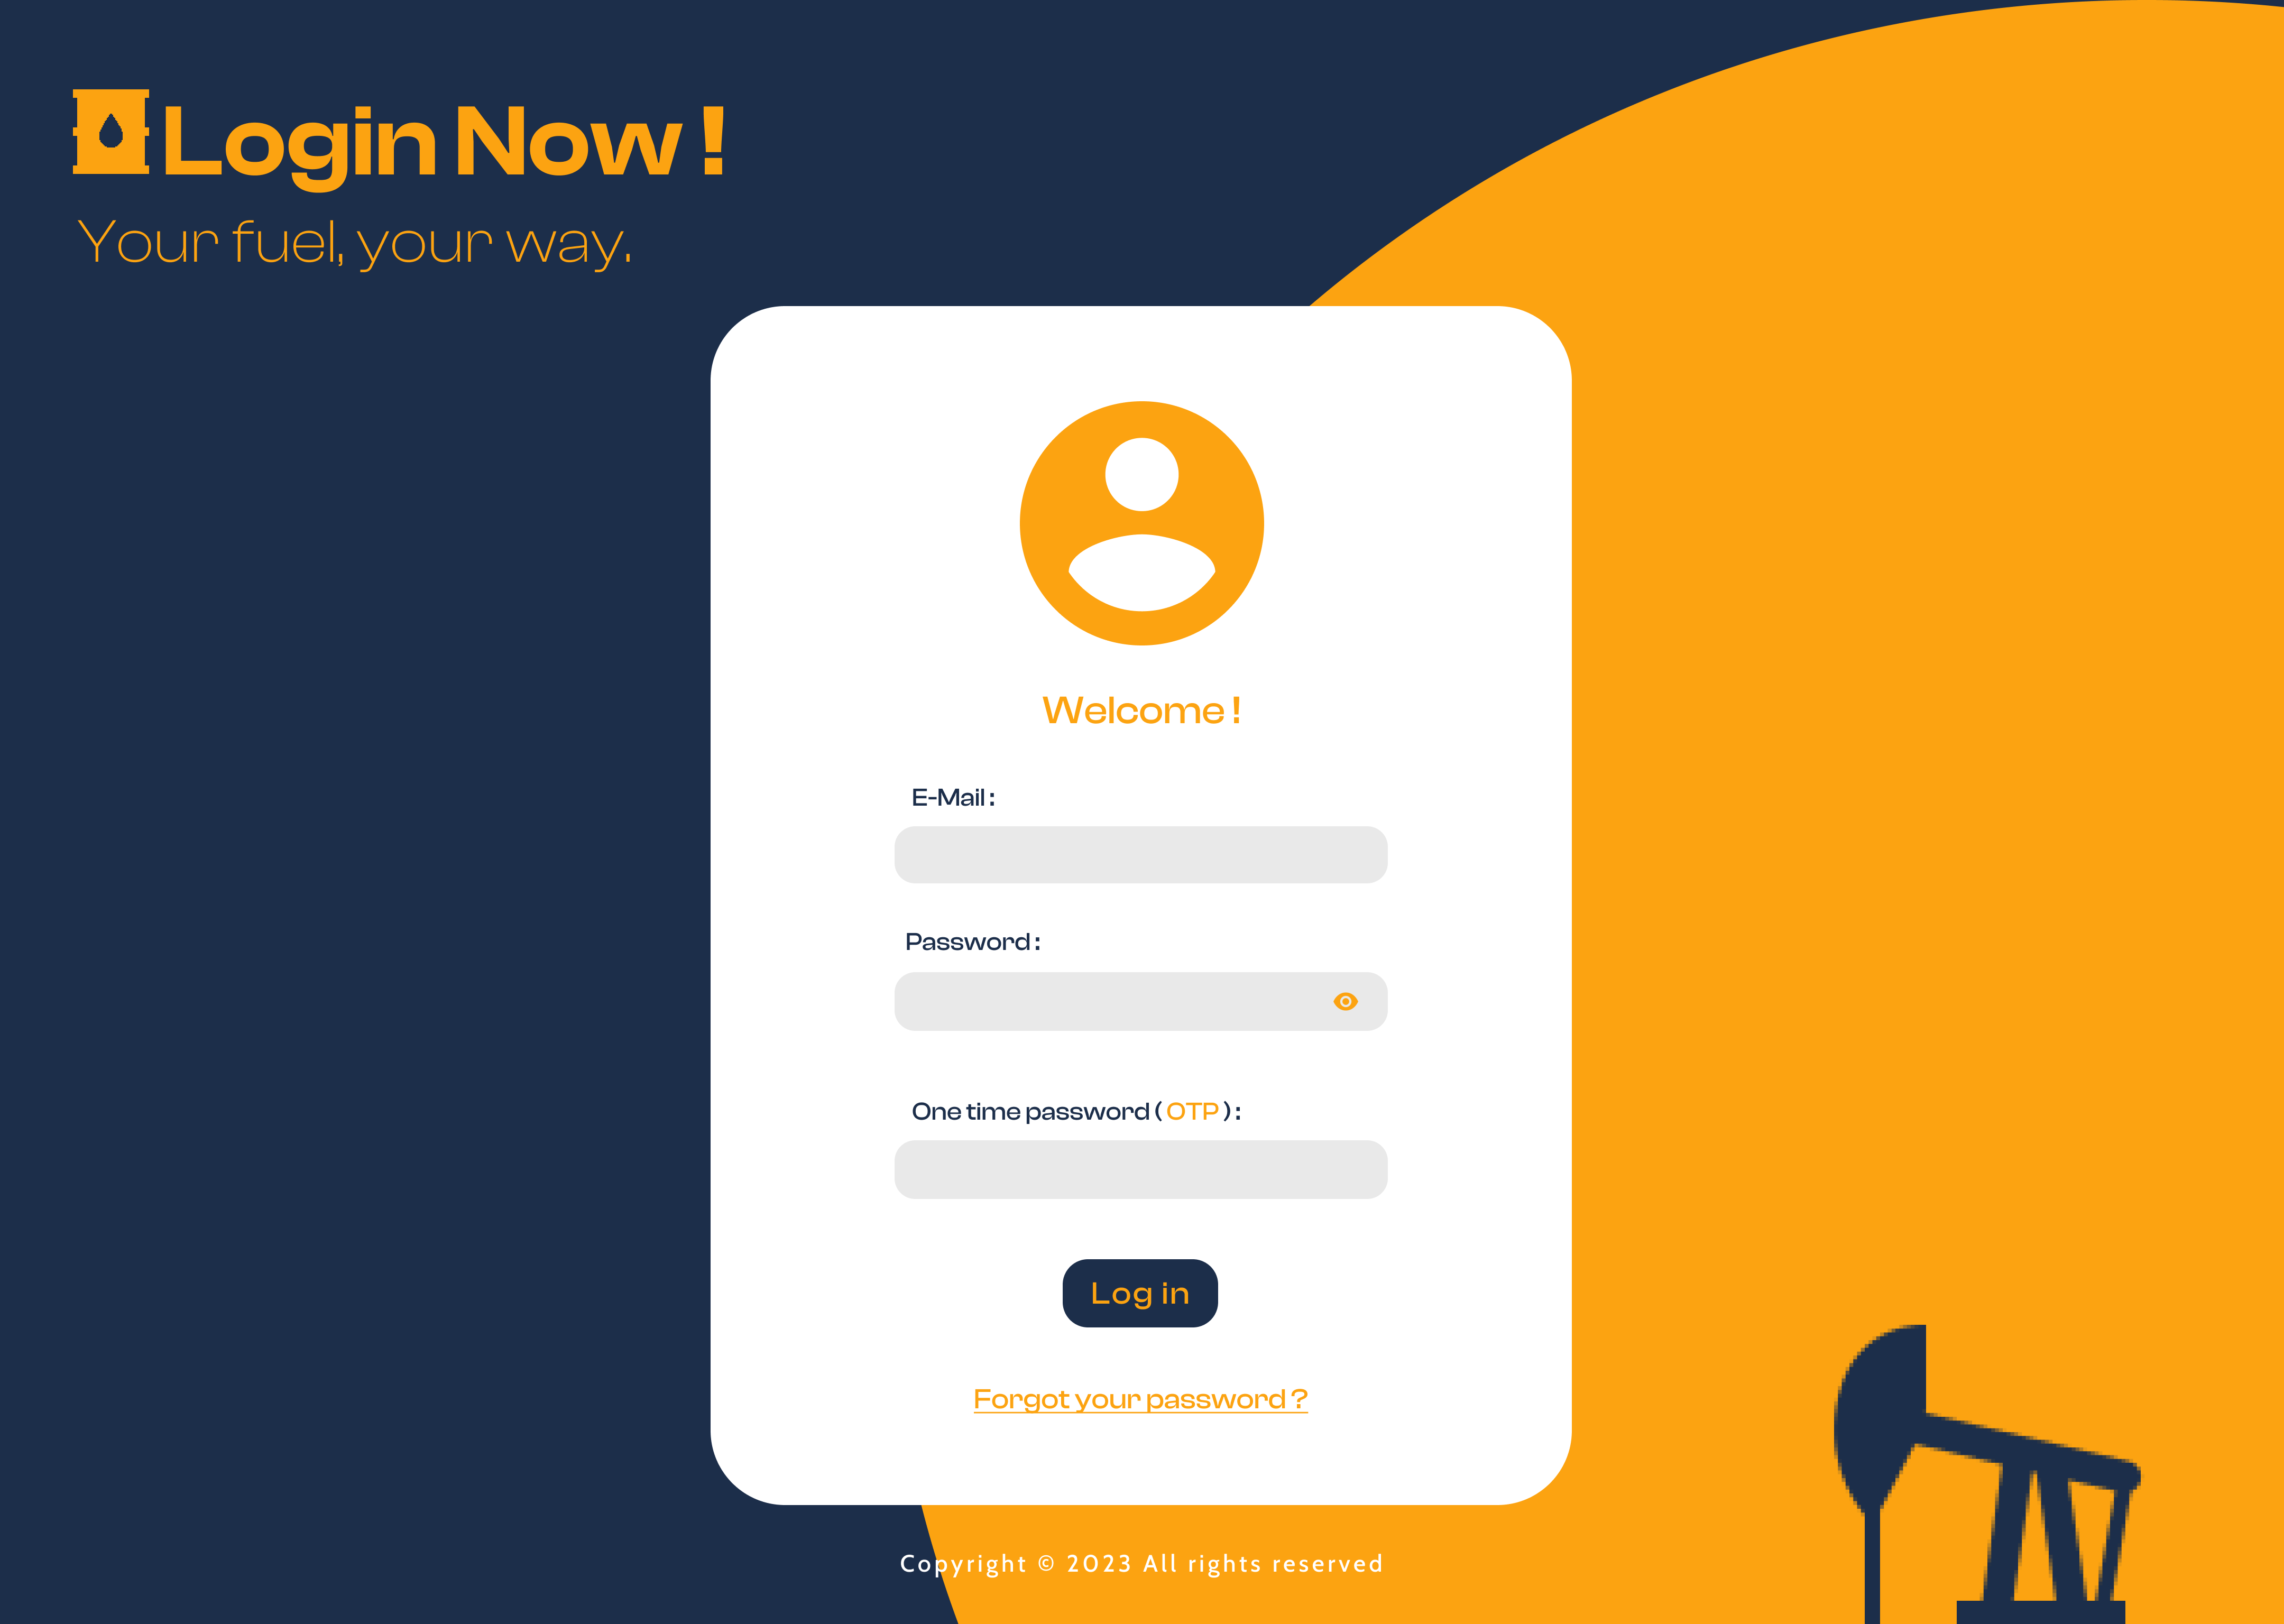 Login Now !
Your fuel, your way.
Welcome !
E-Mail :
Password :
One time password ( OTP ) :
Log in
Forgot your password ?
Copyright © 2023 All rights reserved